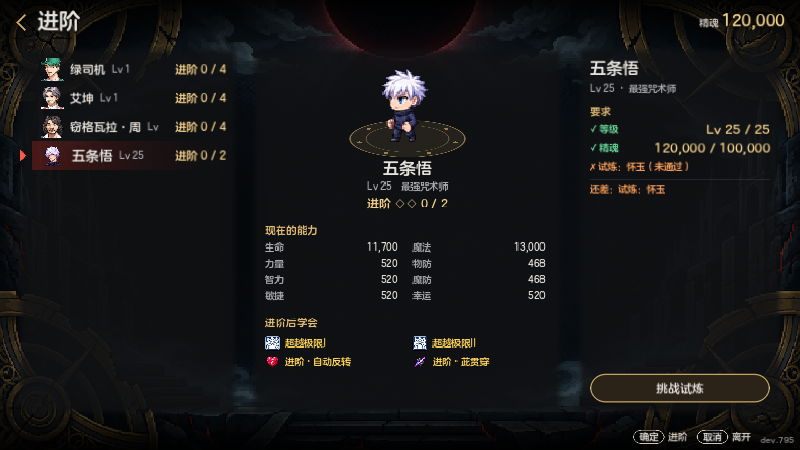 进阶
精魂 120,000
绿司机 Lv 1 进阶 0 / 4
艾坤 Lv 1 进阶 0 / 4
窃格瓦拉·周 Lv 进阶 0 / 4
五条悟 Lv 25 进阶 0 / 2
五条悟
Lv 25 最强咒术师
进阶 ◇◇ 0 / 2
现在的能力
生命 11,700 魔法 13,000
力量 520 物防 468
智力 520 魔防 468
敏捷 520 幸运 520
进阶后学会
超越极限I 超越极限II
进阶·自动反转 进阶·茈贯穿
五条悟
Lv 25 · 最强咒术师
要求
✓ 等级 Lv 25 / 25
✓ 精魂 120,000 / 100,000
✗ 试炼: 怀玉 ( 未通过 )
还差: 试炼: 怀玉
挑战试炼
确定 进阶 取消 离开
dev.795